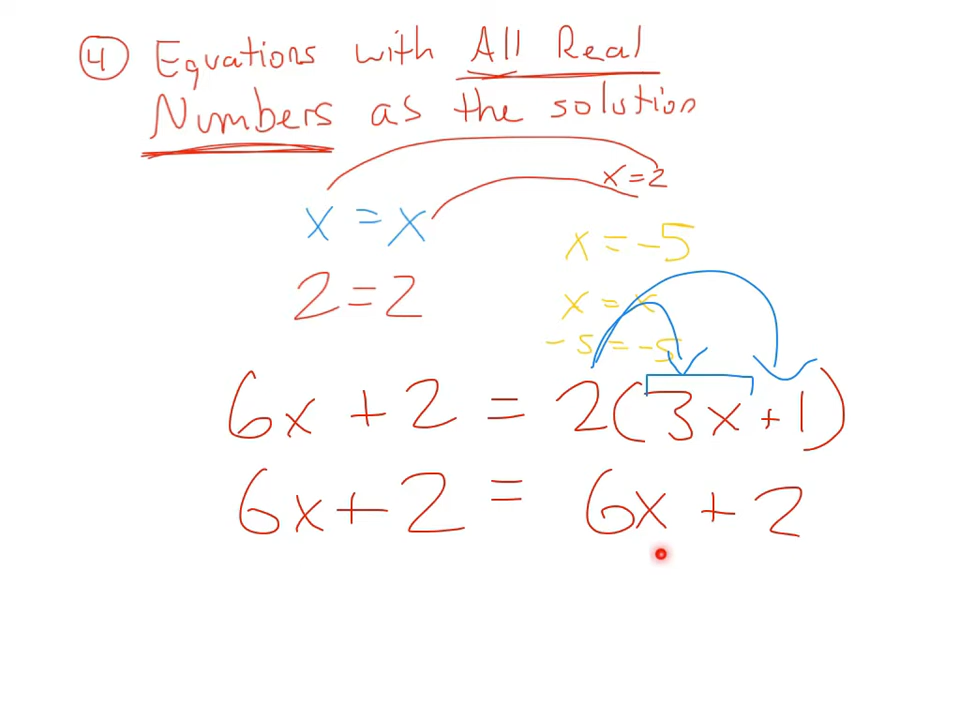 ④ Equations with All Real
Numbers as the solution
x = 2
x = x
x = -5
2 = 2
x = x
-5 = -5
6x + 2 = 2(3x + 1)
6x + 2 = 6x + 2